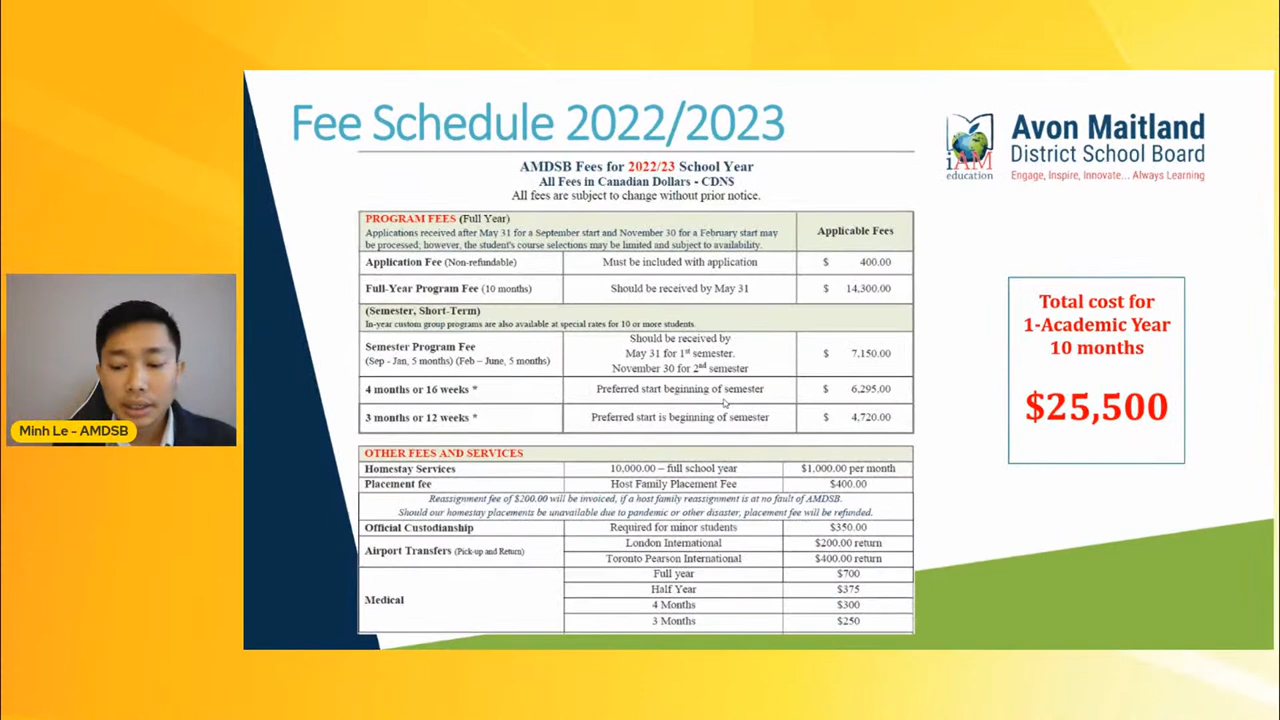 Fee Schedule 2022/2023
iAM
education
Avon Maitland
District School Board
Engage, Inspire, Innovate... Always Learning
AMDSB Fees for 2022/23 School Year
All Fees in Canadian Dollars - CDN$
All fees are subject to change without prior notice.
PROGRAM FEES (Full Year)
Applications received after May 31 for a September start and November 30 for a February start may
be processed; however, the student's course selections may be limited and subject to availability.
Applicable Fees
Application Fee (Non-refundable) Must be included with application $ 400.00
Full-Year Program Fee (10 months) Should be received by May 31 $ 14,300.00
(Semester, Short-Term)
In-year custom group programs are also available at special rates for 10 or more students.
Semester Program Fee
(Sep - Jan, 5 months) (Feb – June, 5 months)
Should be received by
May 31 for 1st semester.
November 30 for 2nd semester
$ 7,150.00
4 months or 16 weeks * Preferred start beginning of semester $ 6,295.00
3 months or 12 weeks * Preferred start is beginning of semester $ 4,720.00
OTHER FEES AND SERVICES
Homestay Services 10,000.00 – full school year $1,000.00 per month
Placement fee Host Family Placement Fee $400.00
Reassignment fee of $200.00 will be invoiced, if a host family reassignment is at no fault of AMDSB.
Should our homestay placements be unavailable due to pandemic or other disaster, placement fee will be refunded.
Official Custodianship Required for minor students $350.00
Airport Transfers (Pick-up and Return)
London International $200.00 return
Toronto Pearson International $400.00 return
Medical
Full year $700
Half Year $375
4 Months $300
3 Months $250
Total cost for
1-Academic Year
10 months
$25,500
Minh Le - AMDSB